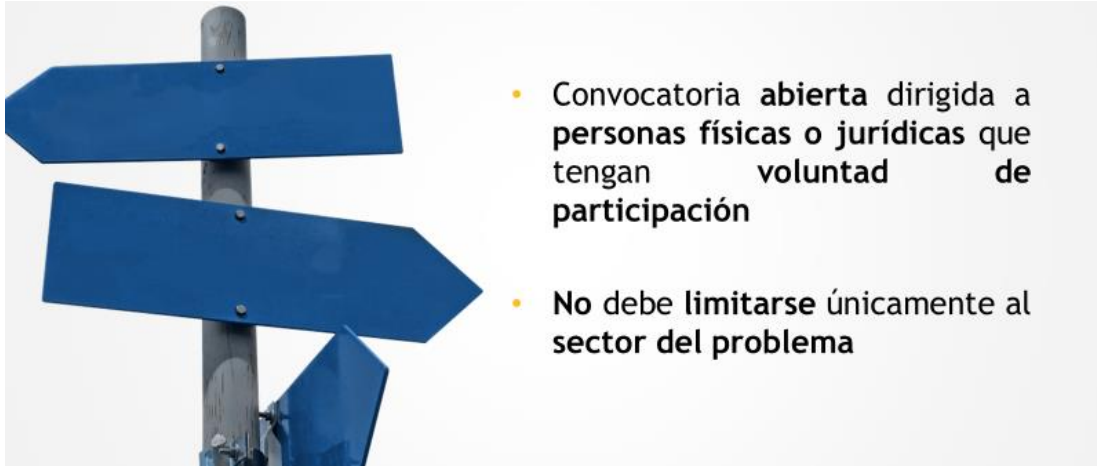 • Convocatoria abierta dirigida a
personas físicas o jurídicas que
tengan voluntad de
participación
• No debe limitarse únicamente al
sector del problema